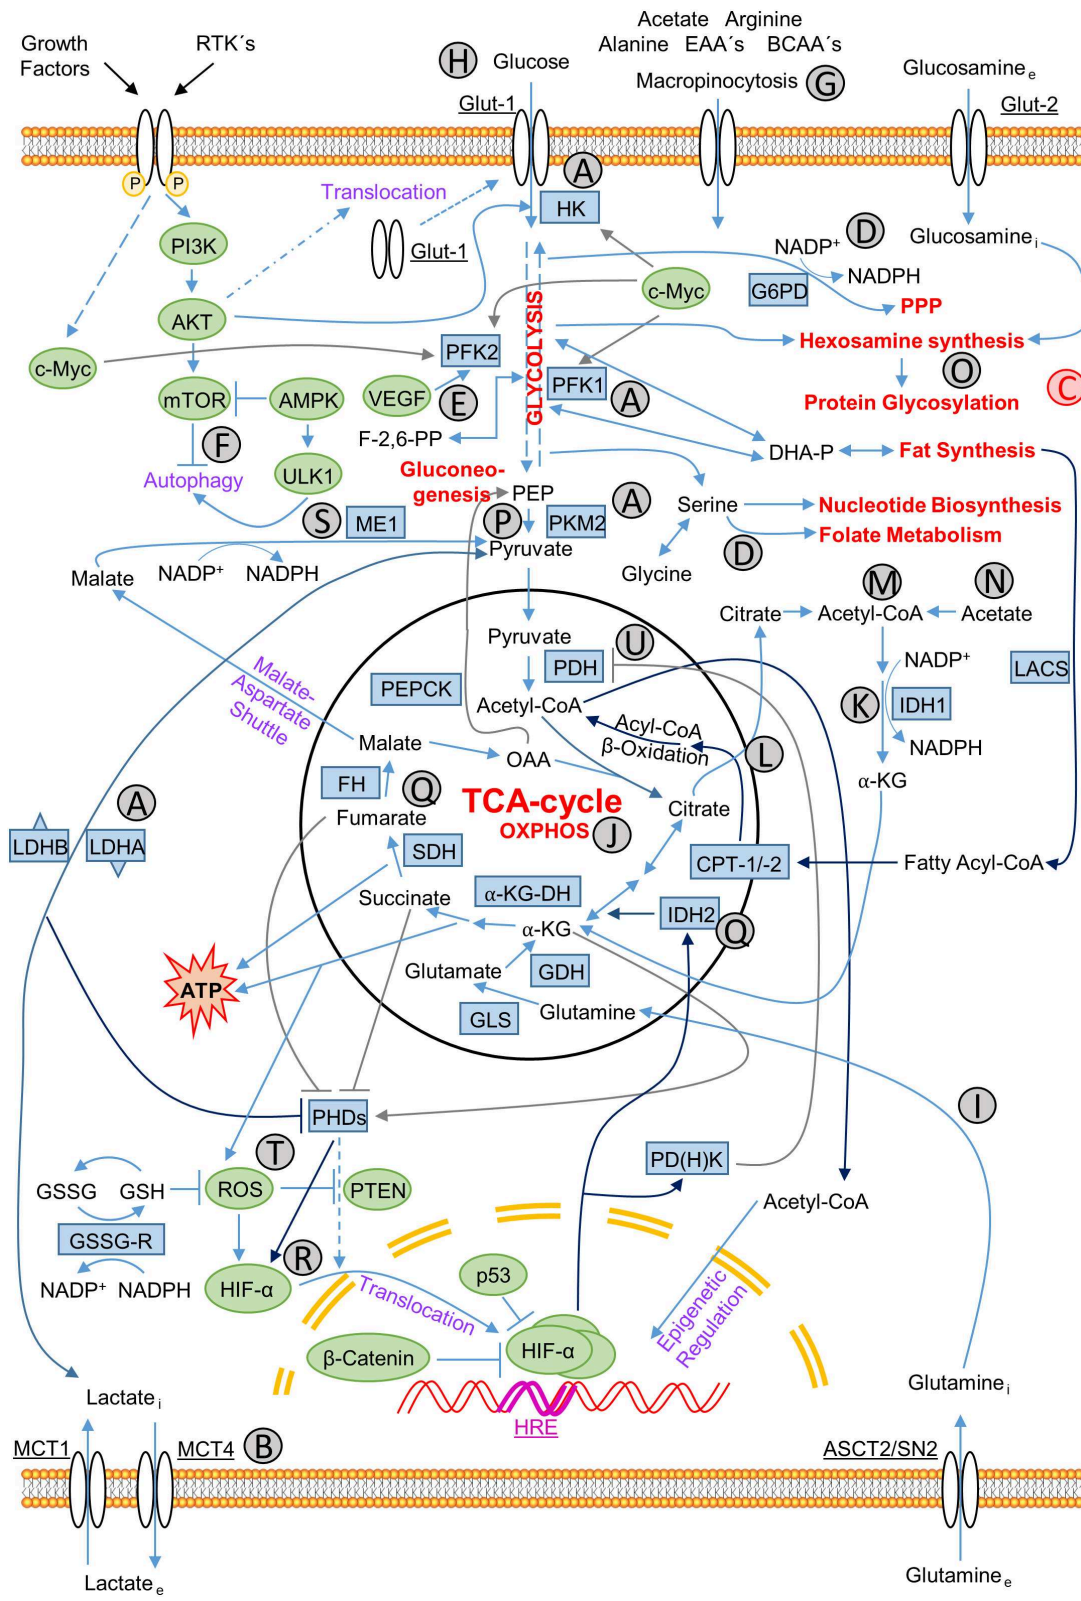 Acetate Arginine
Growth Factors
RTK´s
H
Glucose
Alanine EAA´s BCAA´s
Macropinocytosis
G
Glucosamine e
Glut-1
Glut-2
P
P
Translocation
A
HK
PI3K
Glut-1
NADP+
D
Glucosamine i
NADPH
G6PD
c-Myc
PPP
AKT
GLYCOLYSIS
Hexosamine synthesis
c-Myc
PFK2
O
C
mTOR
AMPK
VEGF
E
PFK1
A
Protein Glycosylation
F
F-2,6-PP
DHA-P
Fat Synthesis
Autophagy
ULK1
Gluconeo-
genesis
PEP
A
Serine
Nucleotide Biosynthesis
S
ME1
P
PKM2
Folate Metabolism
Pyruvate
D
Malate
NADP+
NADPH
Glycine
M
N
Citrate
Acetyl-CoA
Acetate
Pyruvate
U
PDH
NADP+
LACS
Malate-
Aspartate
Shuttle
PEPCK
Acetyl-CoA
K
IDH1
Acyl-CoA
β-Oxidation
L
NADPH
Malate
OAA
α-KG
FH
Q
TCA-cycle
OXPHOS
J
Citrate
A
Fumarate
LDHB
LDHA
SDH
CPT-1/-2
Fatty Acyl-CoA
Succinate
α-KG-DH
IDH2
Q
α-KG
ATP
Glutamate
GDH
GLS
Glutamine
I
PHDs
T
PD(H)K
GSSG
GSH
ROS
PTEN
Acetyl-CoA
GSSG-R
R
NADP+
NADPH
HIF-α
p53
Translocation
Epigenetic
Regulation
β-Catenin
HIF-α
Lactate i
Glutamine i
HRE
MCT1
MCT4
B
ASCT2/SN2
Lactate e
Glutamine e